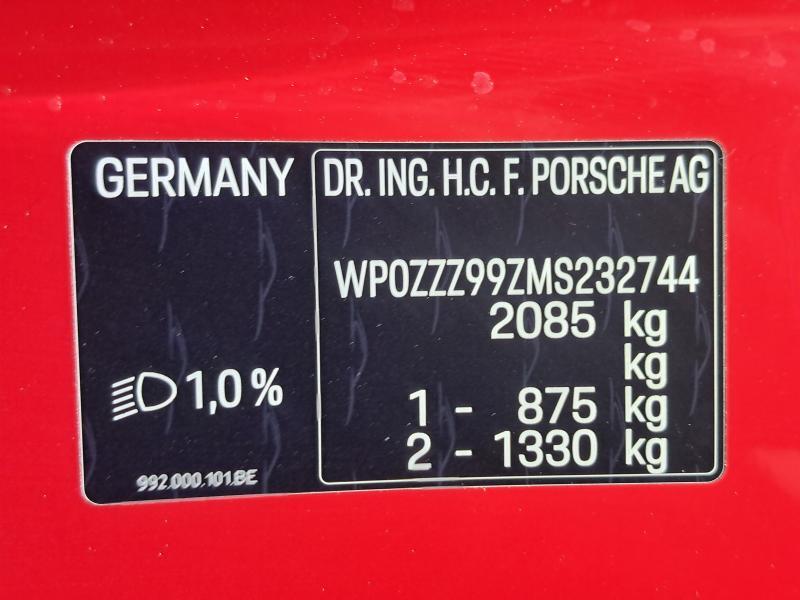 GERMANY
DR. ING. H.C. F. PORSCHE AG
WP0ZZZ99ZMS232744
2085 kg
kg
1 - 875 kg
2 - 1330 kg
1,0 %
992.000.101.BE